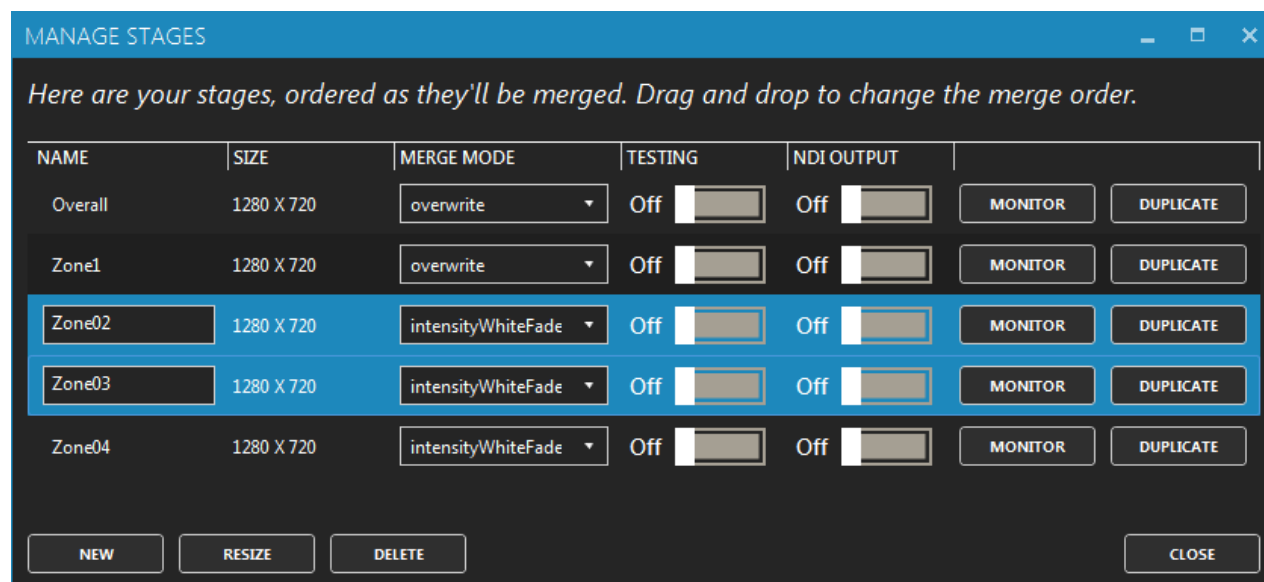 MANAGE STAGES
Here are your stages, ordered as they'll be merged. Drag and drop to change the merge order.
NAME SIZE MERGE MODE TESTING NDI OUTPUT
Overall 1280 X 720 overwrite Off Off MONITOR DUPLICATE
Zone1 1280 X 720 overwrite Off Off MONITOR DUPLICATE
Zone02 1280 X 720 intensityWhiteFade Off Off MONITOR DUPLICATE
Zone03 1280 X 720 intensityWhiteFade Off Off MONITOR DUPLICATE
Zone04 1280 X 720 intensityWhiteFade Off Off MONITOR DUPLICATE
NEW RESIZE DELETE CLOSE